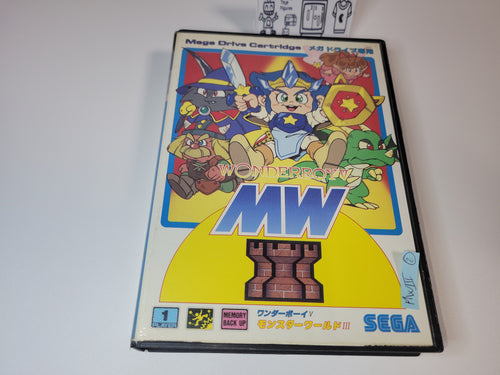 Mega Drive Cartridge メガドライブ専用
WONDERBOY V
MW
III
1
PLAYER
MEMORY
BACK UP
ワンダーボーイV
モンスターワールドIII
SEGA
MWIII